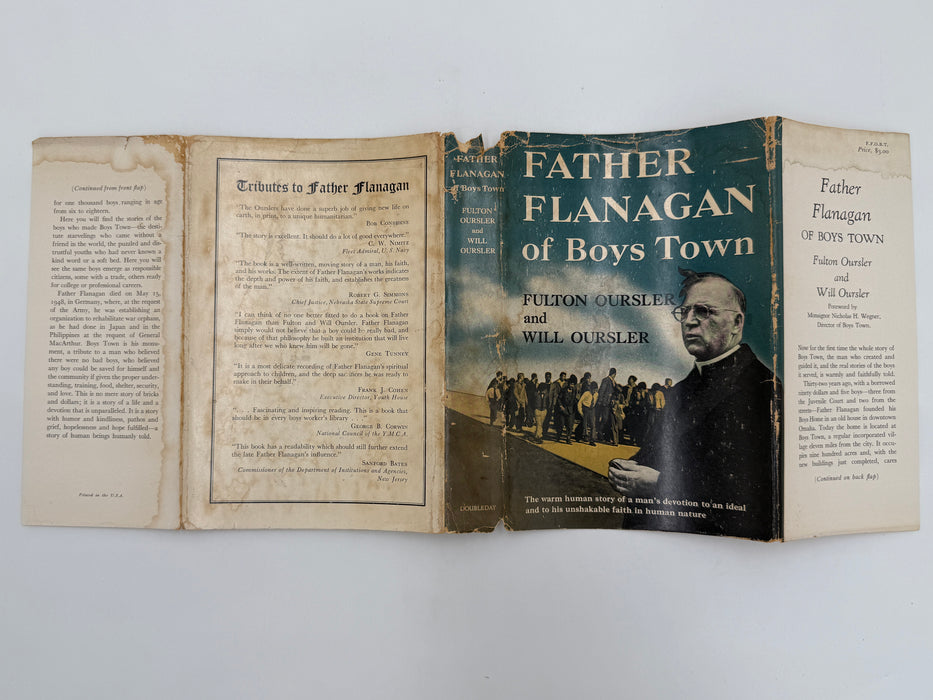 (Continued from front flap)
for one thousand boys ranging in age
from six to eighteen.
Here you will find the stories of the
boys who made Boys Town—the desti-
tute starvelings who came without a
friend in the world, the puzzled and dis-
trustful youths who had never known a
kind word or a soft bed. Here you will
see the same boys emerge as responsible
citizens, some with a trade, others ready
for college or professional careers.
Father Flanagan died on May 15,
1948, in Germany, where, at the request
of the Army, he was establishing an
organization to rehabilitate war orphans,
as he had done in Japan and in the
Philippines at the request of General
MacArthur. Boys Town is his monu-
ment, a tribute to a man who believed
there were no bad boys, who believed
any boy could be saved for himself and
the community if given the proper under-
standing, training, food, shelter, security,
and love. This is no mere story of bricks
and dollars; it is a story of a life and a
devotion that is unparalleled. It is a story
with humor and kindliness, pathos and
grief, hopelessness and hope fulfilled—a
story of human beings humanly told.
Printed in the U.S.A.
Tributes to Father Flanagan
"The Ourslers have done a superb job of giving new life on
earth, in print, to a unique humanitarian."
BOB CONSIDINE
"The story is excellent. It should do a lot of good everywhere."
C. W. NIMITZ
Fleet Admiral, U.S. Navy
"The book is a well-written, moving story of a man, his faith,
and his works. The extent of Father Flanagan's works indicates
the depth and power of his faith, and establishes the greatness
of the man."
ROBERT G. SIMMONS
Chief Justice, Nebraska State Supreme Court
"I can think of no one better fitted to do a book on Father
Flanagan than Fulton and Will Oursler. Father Flanagan
simply would not believe that a boy could be really bad, and
because of that philosophy he built an institution that will live
long after we who knew him will be gone."
GENE TUNNEY
"It is a most delicate recording of Father Flanagan's spiritual
approach to children, and the deep sacrifices he was ready to
make in their behalf."
FRANK J. COHEN
Executive Director, Youth House
". . . Fascinating and inspiring reading. This is a book that
should be in every boys' worker's library . . ."
GEORGE B. CORWIN
National Council of the Y.M.C.A.
"This book has a readability which should still further extend
the late Father Flanagan's influence."
SANFORD BATES
Commissioner of the Department of Institutions and Agencies,
New Jersey
FATHER
FLANAGAN
of Boys Town
FULTON
OURSLER
AND
WILL
OURSLER
DOUBLEDAY
FATHER
FLANAGAN
of Boys Town
FULTON OURSLER
and
WILL OURSLER
The warm human story of a man's devotion to an ideal
and to his unshakable faith in human nature
F.F.O.B.T.
Price, $3.00
Father
Flanagan
OF BOYS TOWN
Fulton Oursler
and
Will Oursler
Foreword by
Monsignor Nicholas H. Wegner,
Director of Boys Town.
Now for the first time the whole story of
Boys Town, the man who created and
guided it, and the real stories of the boys
it served, is warmly and faithfully told.
Thirty-two years ago, with a borrowed
ninety dollars and five boys—three from
the Juvenile Court and two from the
streets—Father Flanagan founded his
Boys Home in an old house in downtown
Omaha. Today the home is located at
Boys Town, a regular incorporated vil-
lage eleven miles from the city. It occu-
pies nine hundred acres and, with the
new buildings just completed, cares
(Continued on back flap)